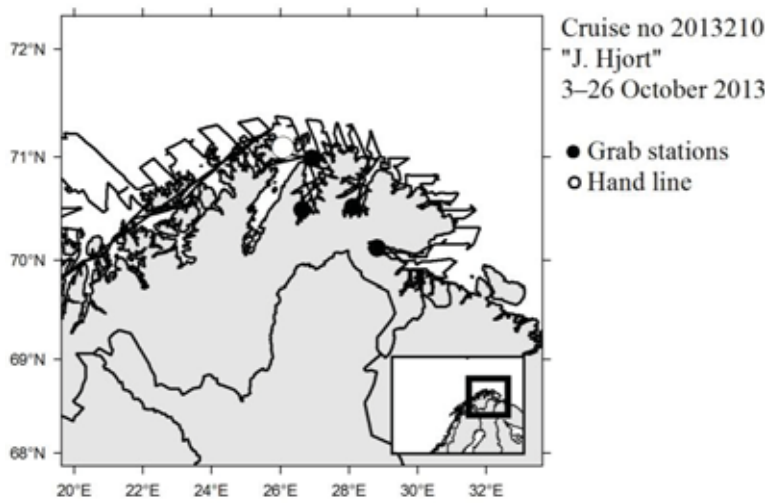 Cruise no 2013210
"J. Hjort"
3–26 October 2013
Grab stations
Hand line
72°N
71°N
70°N
69°N
68°N
20°E 22°E 24°E 26°E 28°E 30°E 32°E